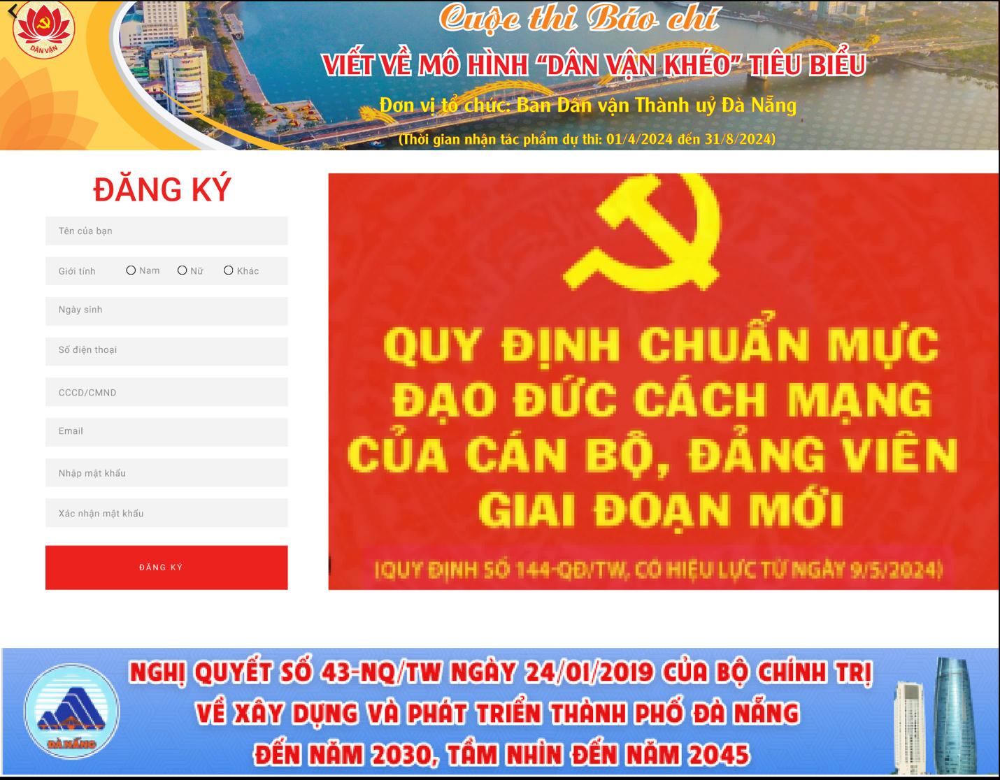 DÂN VẬN
Cuộc thi Báo chí
VIẾT VỀ MÔ HÌNH “DÂN VẬN KHÉO” TIÊU BIỂU
Đơn vị tổ chức: Ban Dân vận Thành uỷ Đà Nẵng
(Thời gian nhận tác phẩm dự thi: 01/4/2024 đến 31/8/2024)
ĐĂNG KÝ
Tên của bạn
Giới tính Nam Nữ Khác
Ngày sinh
Số điện thoại
CCCD/CMND
Email
Nhập mật khẩu
Xác nhận mật khẩu
ĐĂNG KÝ
QUY ĐỊNH CHUẨN MỰC
ĐẠO ĐỨC CÁCH MẠNG
CỦA CÁN BỘ, ĐẢNG VIÊN
GIAI ĐOẠN MỚI
(QUY ĐỊNH SỐ 144-QĐ/TW, CÓ HIỆU LỰC TỪ NGÀY 9/5/2024)
ĐÀ NẴNG
NGHỊ QUYẾT SỐ 43-NQ/TW NGÀY 24/01/2019 CỦA BỘ CHÍNH TRỊ
VỀ XÂY DỰNG VÀ PHÁT TRIỂN THÀNH PHỐ ĐÀ NẴNG
ĐẾN NĂM 2030, TẦM NHÌN ĐẾN NĂM 2045